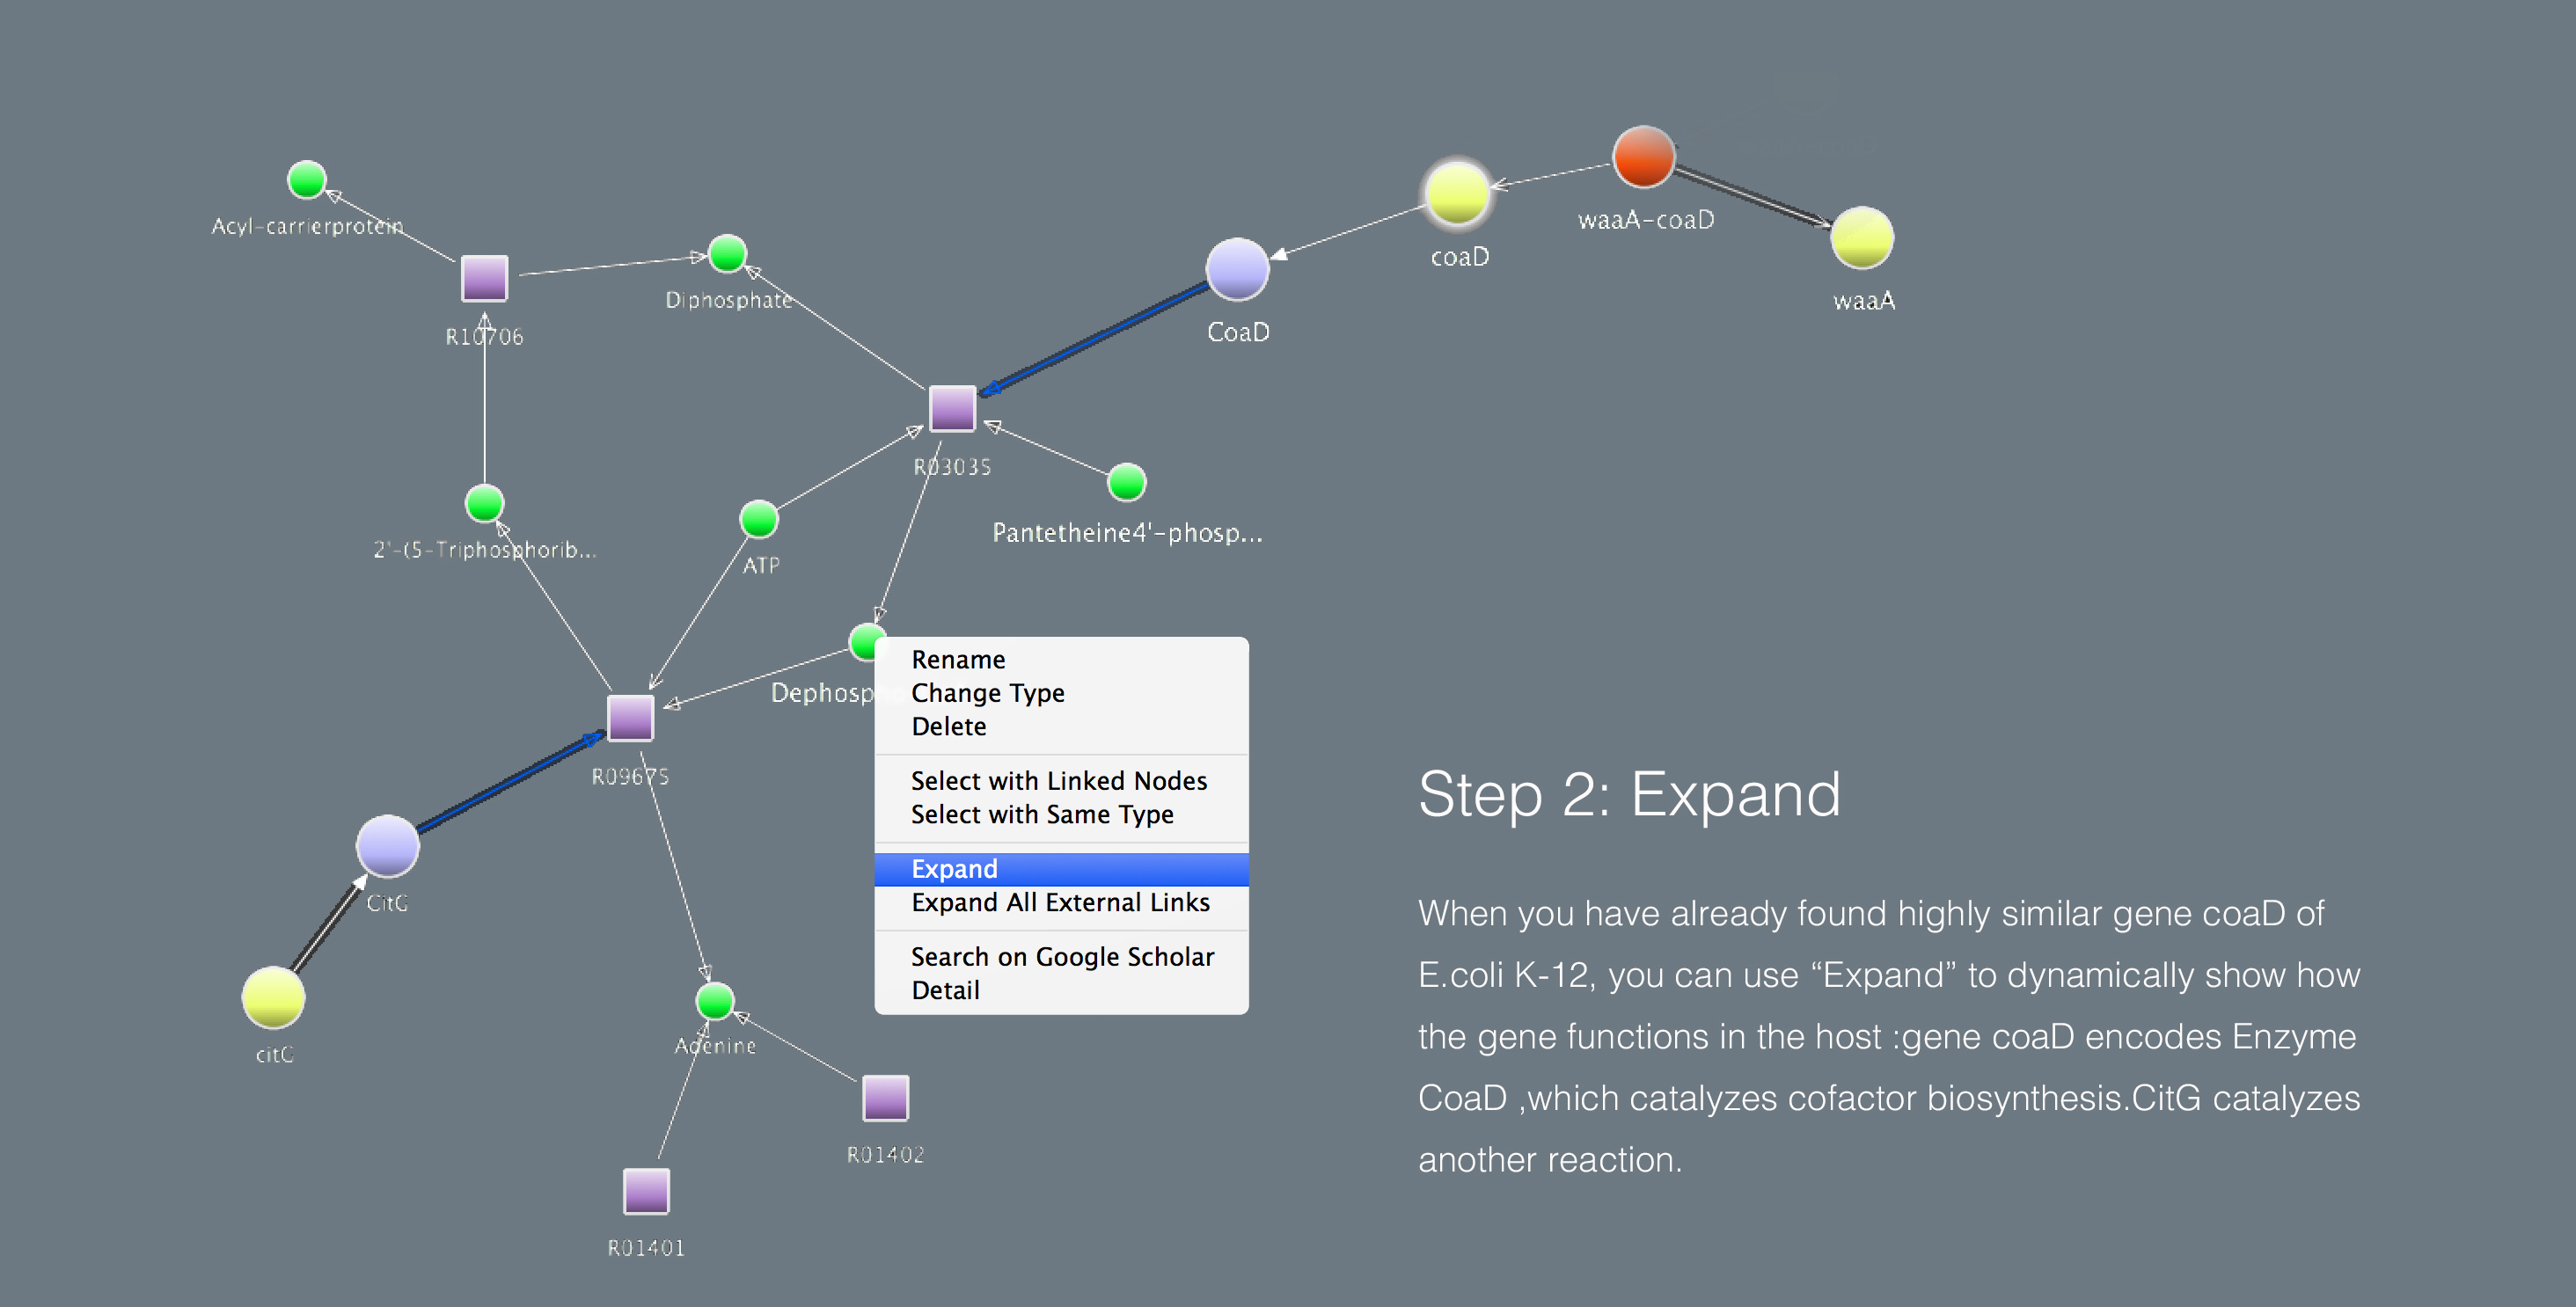 Acyl-carrierprotein
waaA-coaD
coaD
Diphosphate
waaA
R10706
CoaD
R03035
Pantetheine4'-phosp...
2'-(5-Triphosphorib...
ATP
Rename
Dephosp
Change Type
Delete
R09675
Select with Linked Nodes
Select with Same Type
Expand
Expand All External Links
Search on Google Scholar
Detail
CitG
citG
Adenine
R01402
R01401
Step 2: Expand
When you have already found highly similar gene coaD of
E.coli K-12, you can use “Expand” to dynamically show how
the gene functions in the host :gene coaD encodes Enzyme
CoaD ,which catalyzes cofactor biosynthesis.CitG catalyzes
another reaction.